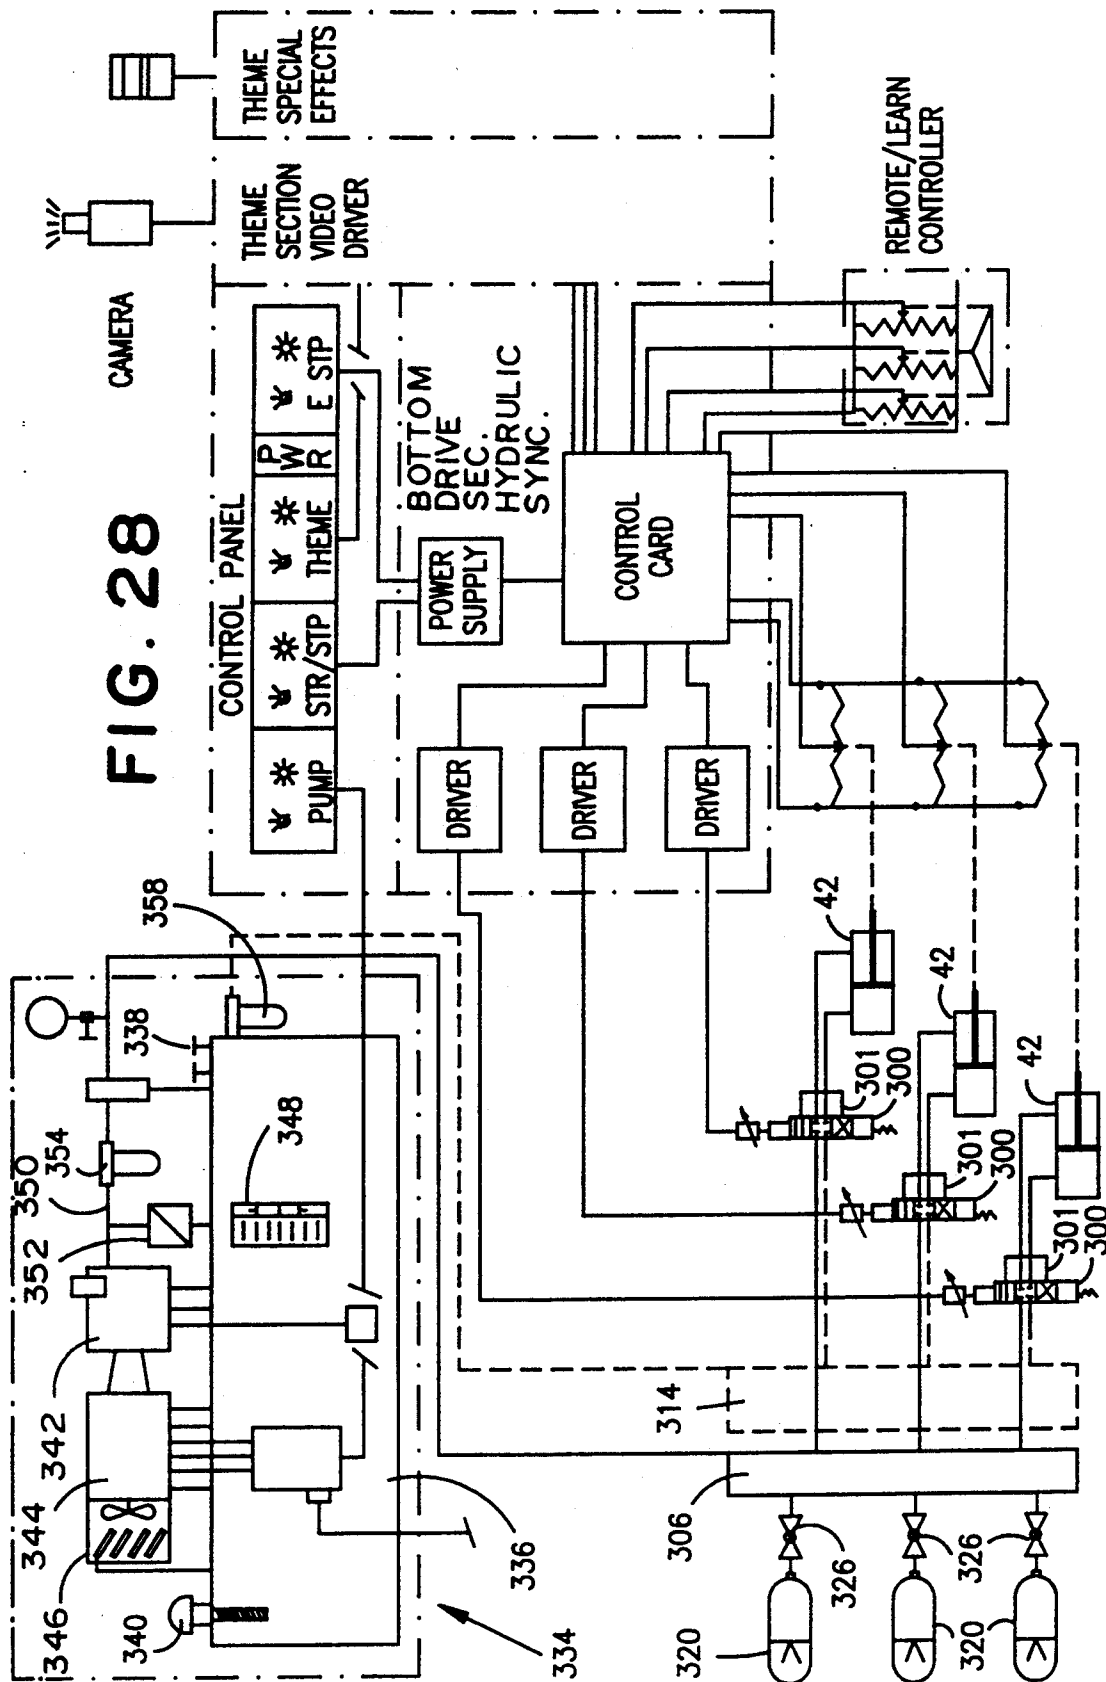 FIG. 28
CAMERA
THEME
SPECIAL
EFFECTS
THEME
SECTION
VIDEO
DRIVER
CONTROL PANEL
PUMP
STR/STP
THEME
PWR
E STP
BOTTOM
DRIVE
SEC.
HYDRULIC
SYNC.
POWER
SUPPLY
CONTROL
CARD
DRIVER
DRIVER
DRIVER
REMOTE/LEARN
CONTROLLER
346
344
342
352
350
354
338
358
340
348
336
334
42
42
42
301
300
301
300
301
300
314
306
326
326
320
320